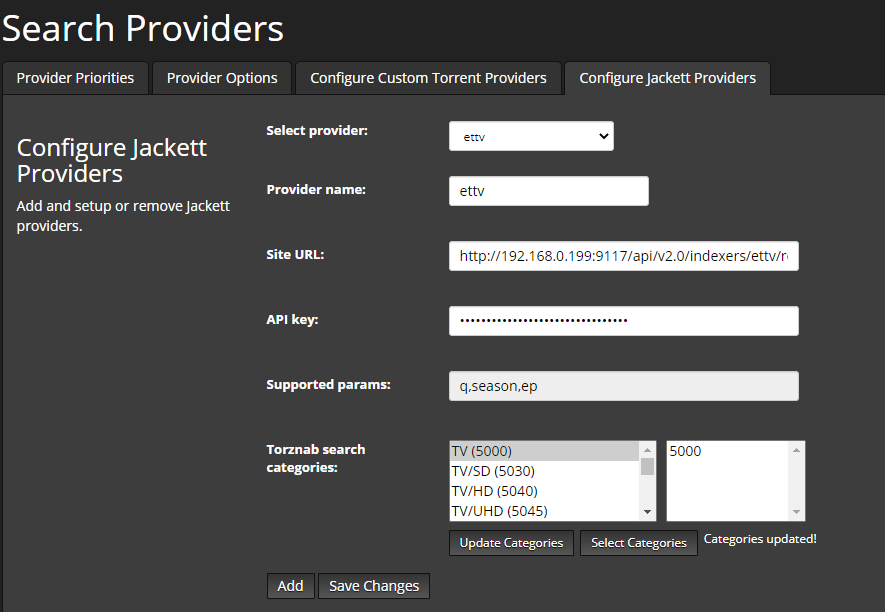 Search Providers
Provider Priorities
Provider Options
Configure Custom Torrent Providers
Configure Jackett Providers
Configure Jackett
Providers
Add and setup or remove Jackett
providers.
Select provider:
ettv
Provider name:
ettv
Site URL:
http://192.168.0.199:9117/api/v2.0/indexers/ettv/r
API key:
•••••••••••••••••••••••••••••••• 
Supported params:
q,season,ep
Torznab search
categories:
TV (5000)
TV/SD (5030)
TV/HD (5040)
TV/UHD (5045)
5000
Update Categories
Select Categories
Categories updated!
Add
Save Changes